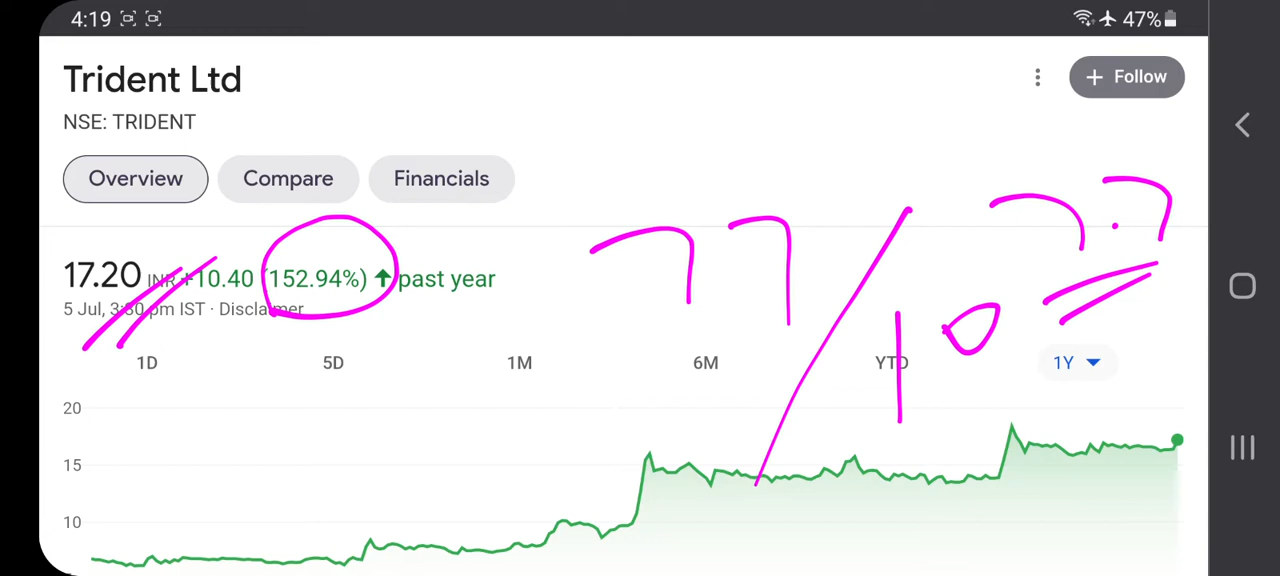 4:19 47%
Trident Ltd
+ Follow
NSE: TRIDENT
Overview Compare Financials
17.20 INR +10.40 (152.94%) ↑ past year
5 Jul, 3:30 pm IST · Disclaimer
77/10 7.7
1D 5D 1M 6M YTD 1Y
20
15
10